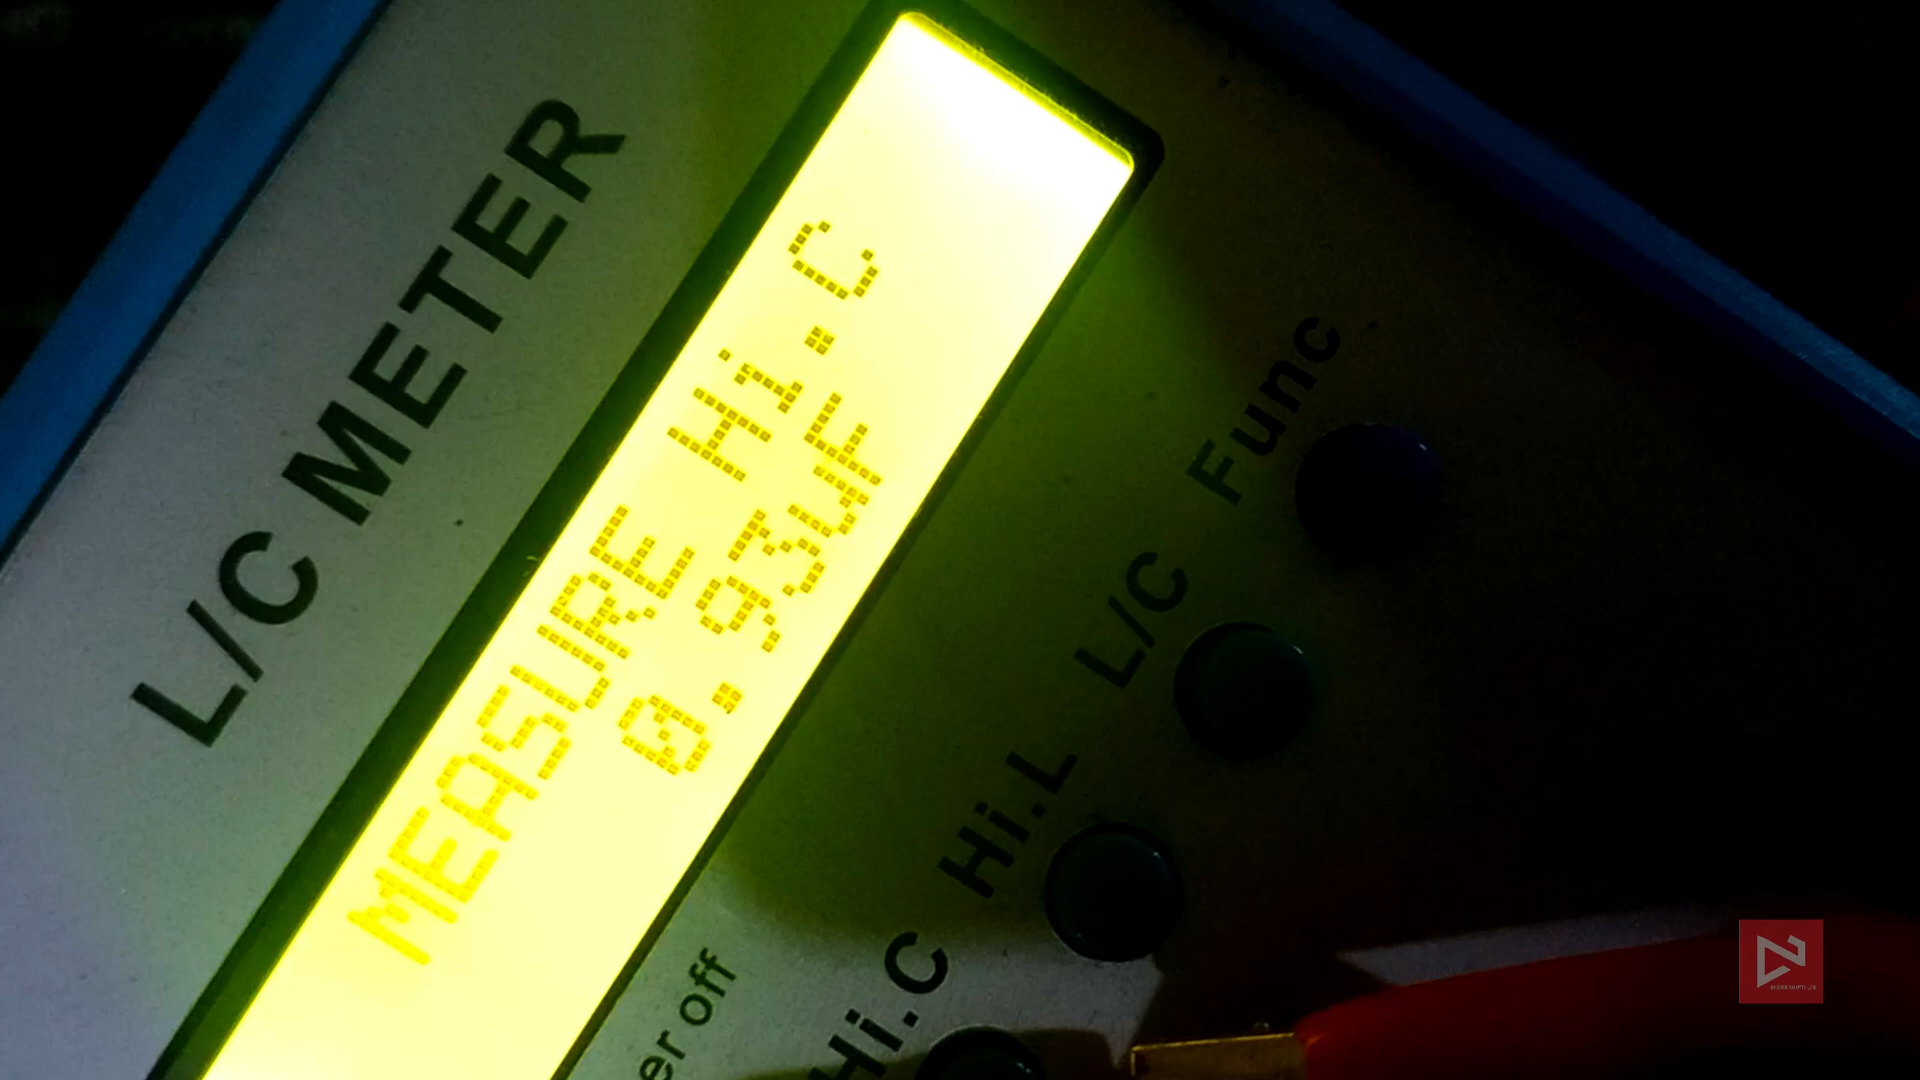 L/C METER
MEASURE Hi.C
0.93uF
Func
L/C
Hi.L
Hi.C
er off